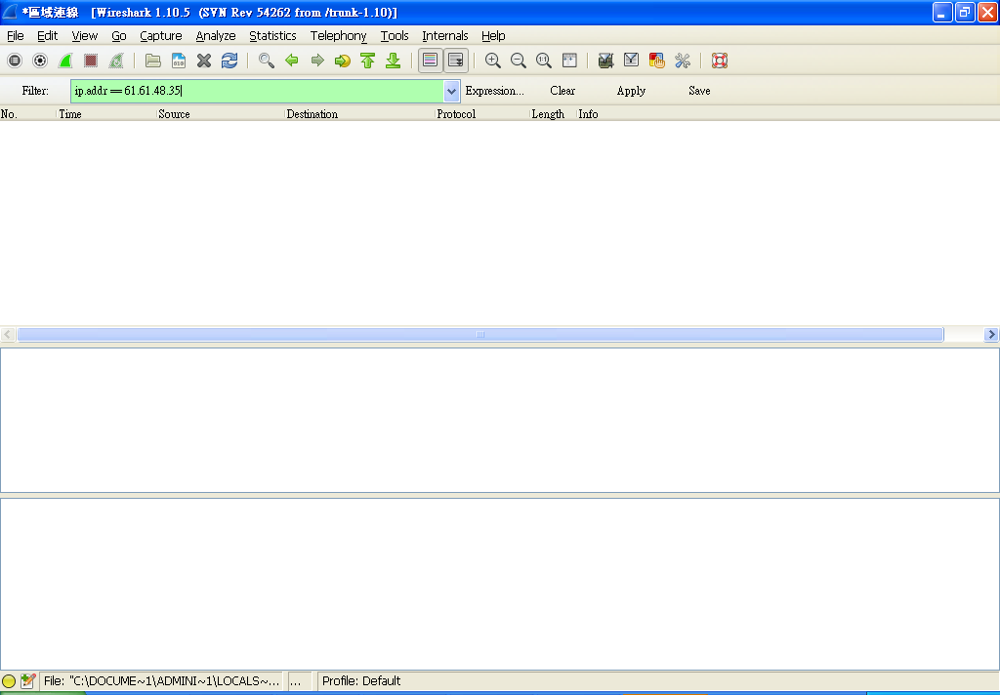 *區域連線 [Wireshark 1.10.5 (SVN Rev 54262 from /trunk-1.10)]
File Edit View Go Capture Analyze Statistics Telephony Tools Internals Help
Filter: ip.addr == 61.61.48.35 Expression... Clear Apply Save
No. Time Source Destination Protocol Length Info
File: "C:\DOCUME~1\ADMINI~1\LOCALS~... ... Profile: Default